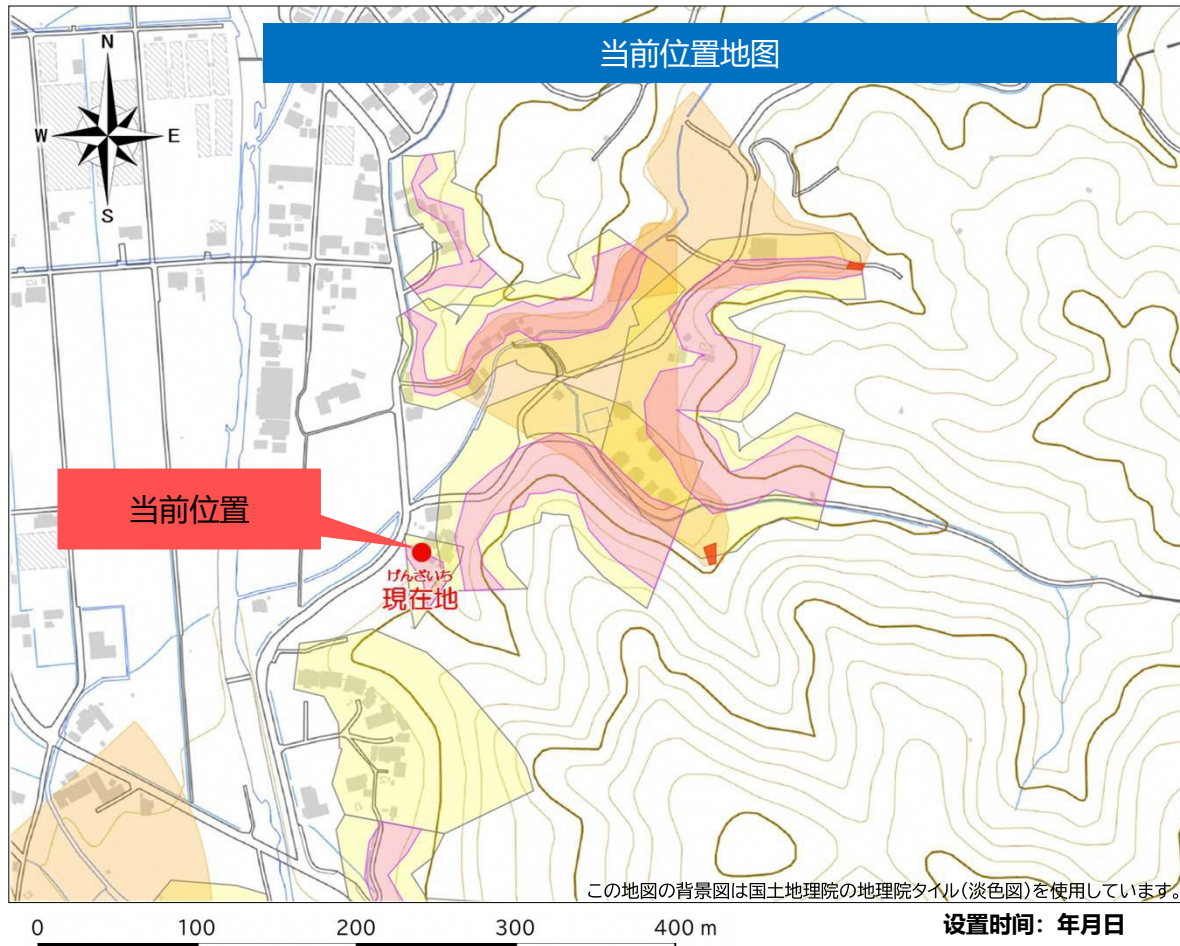 当前位置地图
N
W
E
S
当前位置
げんざいち
現在地
この地図の背景図は国土地理院の地理院タイル(淡色図)を使用しています。
0 100 200 300 400 m
设置时间：年月日